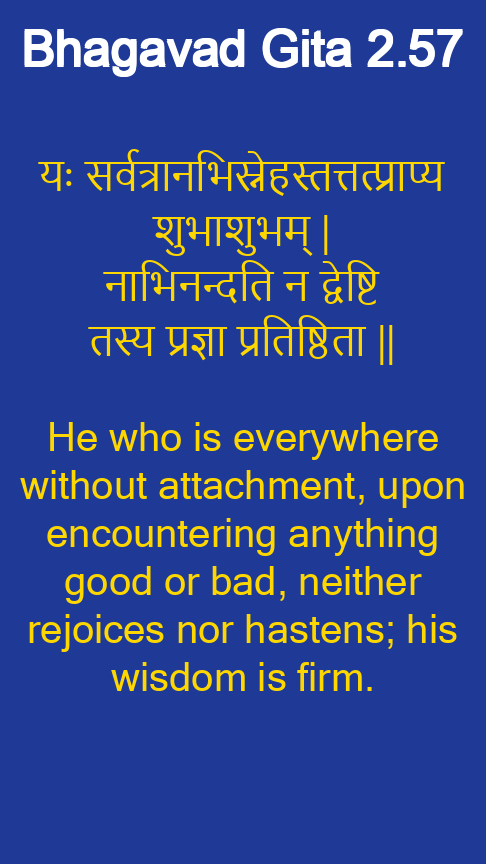 Bhagavad Gita 2.57
यः सर्वत्रानभिस्नेहस्तत्तत्प्राप्य
शुभाशुभम् |
नाभिनन्दति न द्वेष्टि
तस्य प्रज्ञा प्रतिष्ठिता ||
He who is everywhere
without attachment, upon
encountering anything
good or bad, neither
rejoices nor hastens; his
wisdom is firm.